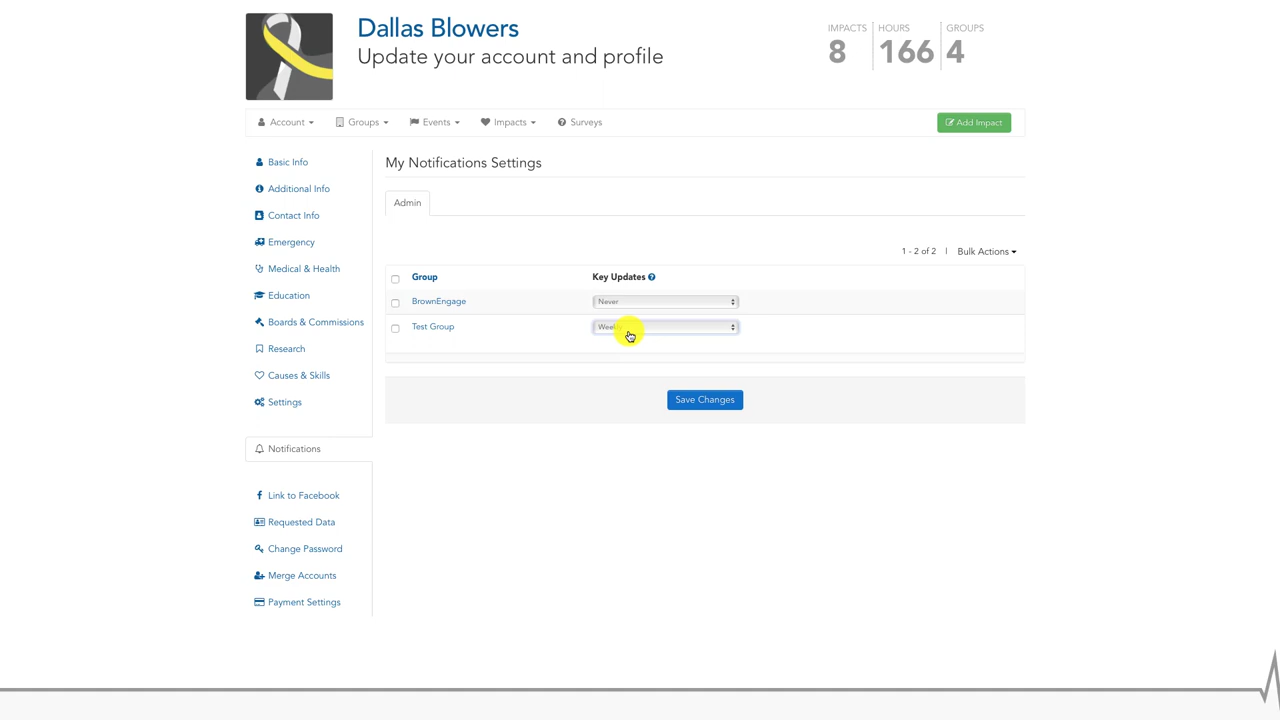 Dallas Blowers
Update your account and profile
IMPACTS HOURS GROUPS
8 166 4
Account Groups Events Impacts Surveys Add Impact
Basic Info
Additional Info
Contact Info
Emergency
Medical & Health
Education
Boards & Commissions
Research
Causes & Skills
Settings
Notifications
Link to Facebook
Requested Data
Change Password
Merge Accounts
Payment Settings
My Notifications Settings
Admin
1 - 2 of 2 | Bulk Actions
Group Key Updates
BrownEngage Never
Test Group Weekly
Save Changes